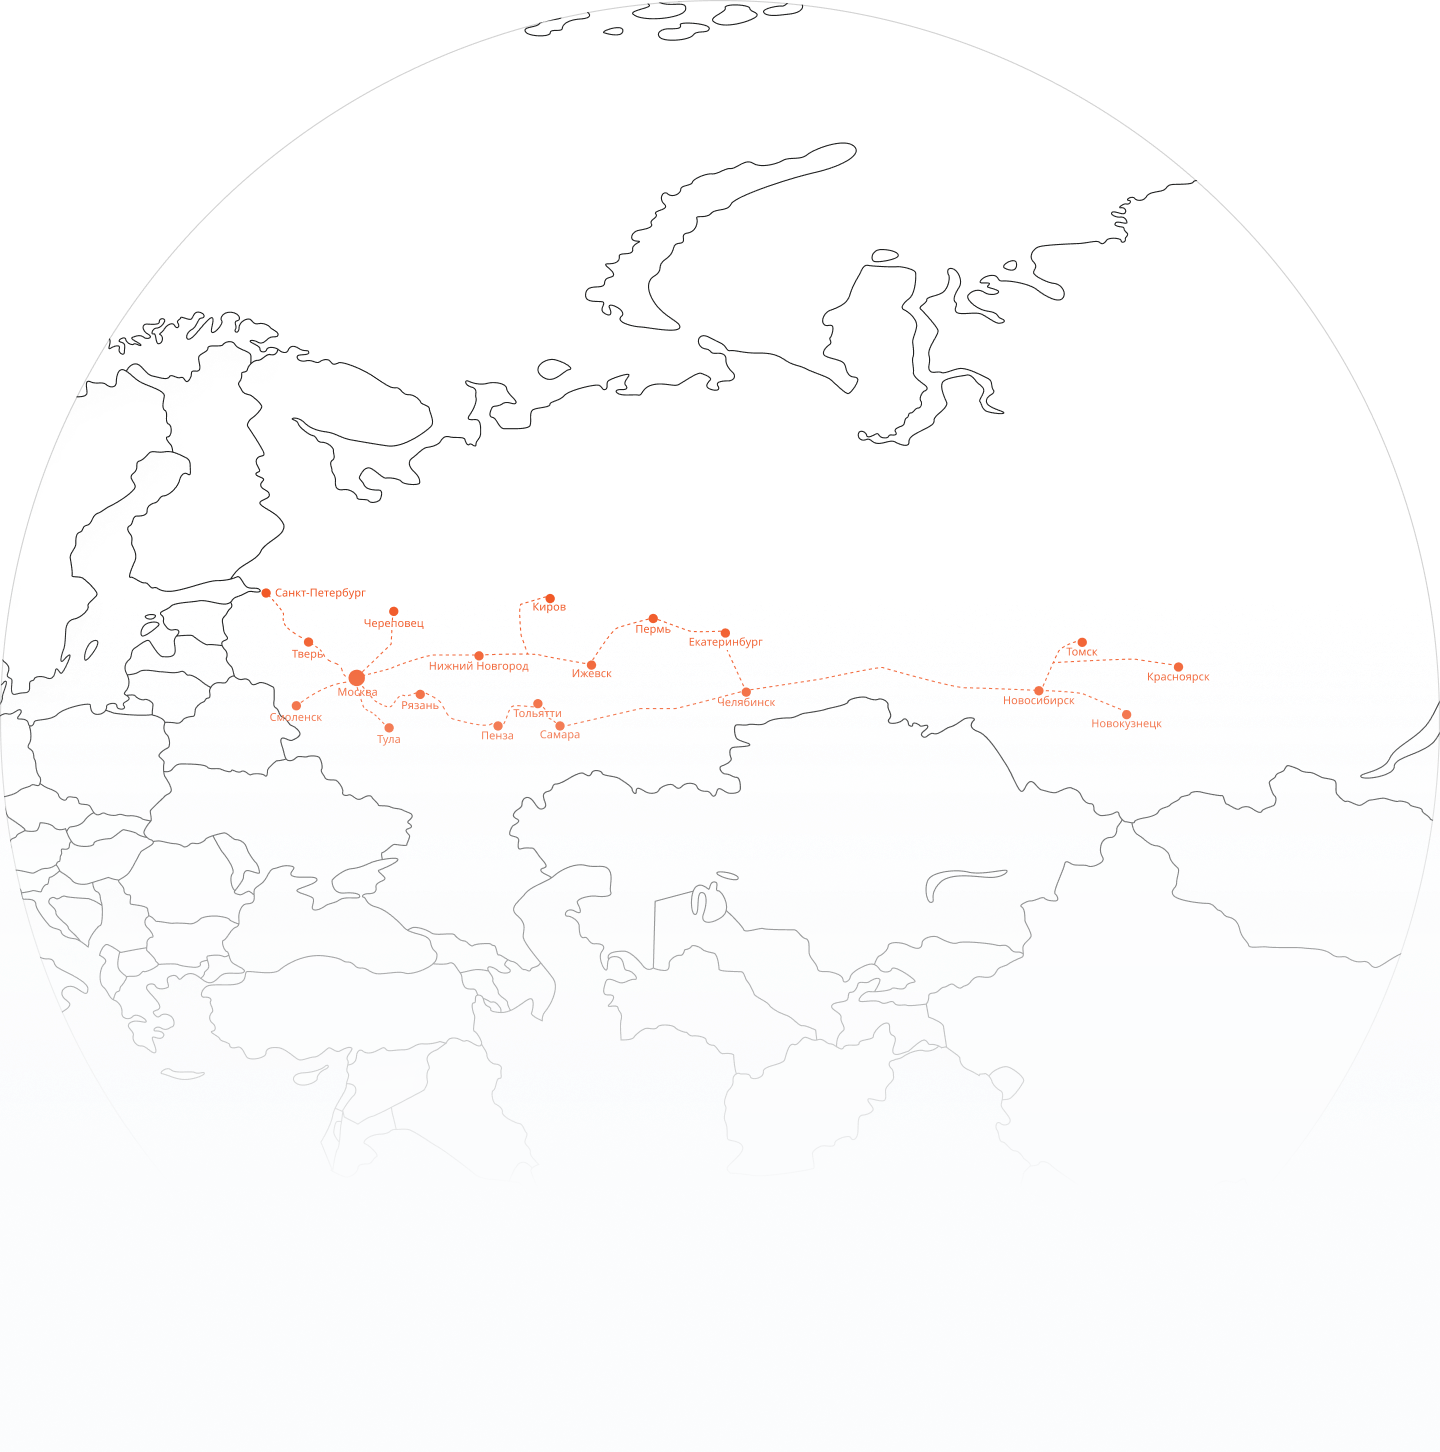 Санкт-Петербург
Киров
Череповец
Пермь
Екатеринбург
Тверь
Томск
Нижний Новгород
Ижевск
Красноярск
Москва
Рязань
Челябинск
Новосибирск
Смоленск
Тольятти
Новокузнецк
Тула
Пенза
Самара